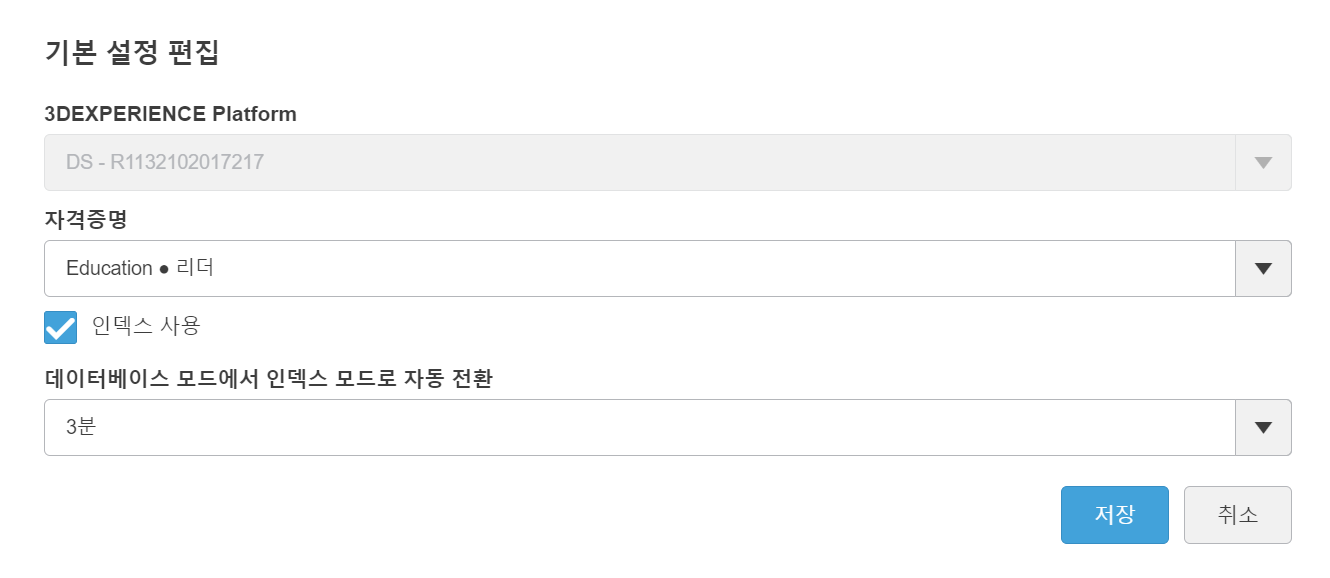 기본 설정 편집
3DEXPERIENCE Platform
DS - R1132102017217
자격증명
Education ● 리더
인덱스 사용
데이터베이스 모드에서 인덱스 모드로 자동 전환
3분
저장 취소